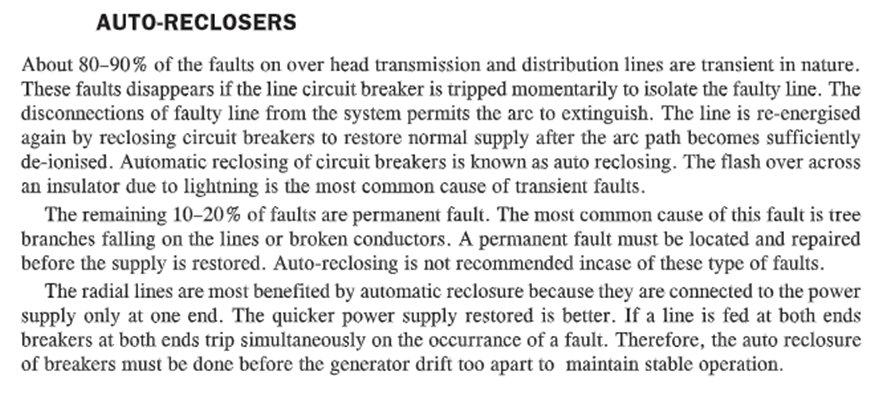 AUTO-RECLOSERS
About 80–90% of the faults on over head transmission and distribution lines are transient in nature.
These faults disappears if the line circuit breaker is tripped momentarily to isolate the faulty line. The
disconnections of faulty line from the system permits the arc to extinguish. The line is re-energised
again by reclosing circuit breakers to restore normal supply after the arc path becomes sufficiently
de-ionised. Automatic reclosing of circuit breakers is known as auto reclosing. The flash over across
an insulator due to lightning is the most common cause of transient faults.
The remaining 10–20% of faults are permanent fault. The most common cause of this fault is tree
branches falling on the lines or broken conductors. A permanent fault must be located and repaired
before the supply is restored. Auto-reclosing is not recommended incase of these type of faults.
The radial lines are most benefited by automatic reclosure because they are connected to the power
supply only at one end. The quicker power supply restored is better. If a line is fed at both ends
breakers at both ends trip simultaneously on the occurrance of a fault. Therefore, the auto reclosure
of breakers must be done before the generator drift too apart to maintain stable operation.